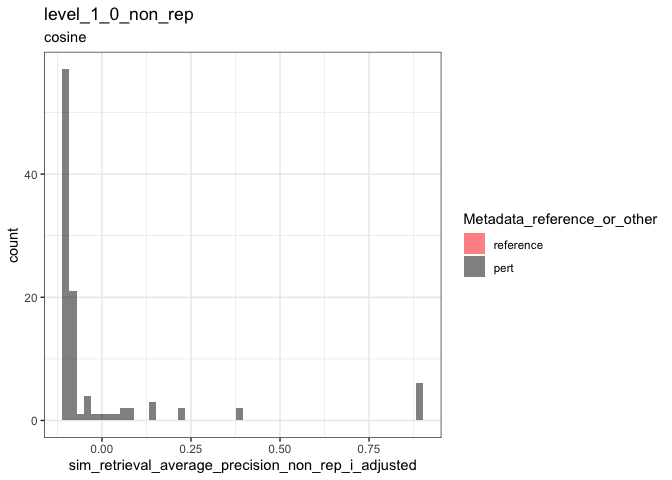 level_1_0_non_rep
cosine
count
40
20
0
0.00 0.25 0.50 0.75
sim_retrieval_average_precision_non_rep_i_adjusted
Metadata_reference_or_other
reference
pert